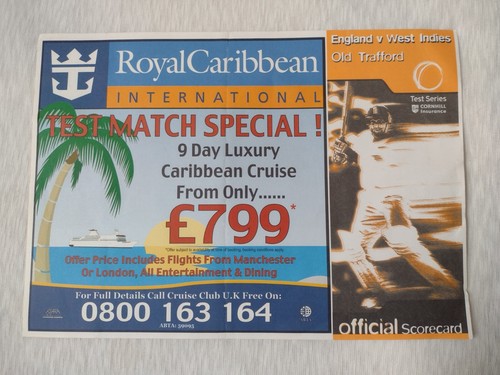 RoyalCaribbean
INTERNATIONAL
TEST MATCH SPECIAL !
9 Day Luxury
Caribbean Cruise
From Only......
£799*
Offer Price Includes Flights From Manchester
Or London, All Entertainment & Dining
For Full Details Call Cruise Club U.K Free On:
0800 163 164
ABTA: 39095
England v West Indies
Old Trafford
Test Series
CORNHILL
Insurance
official Scorecard